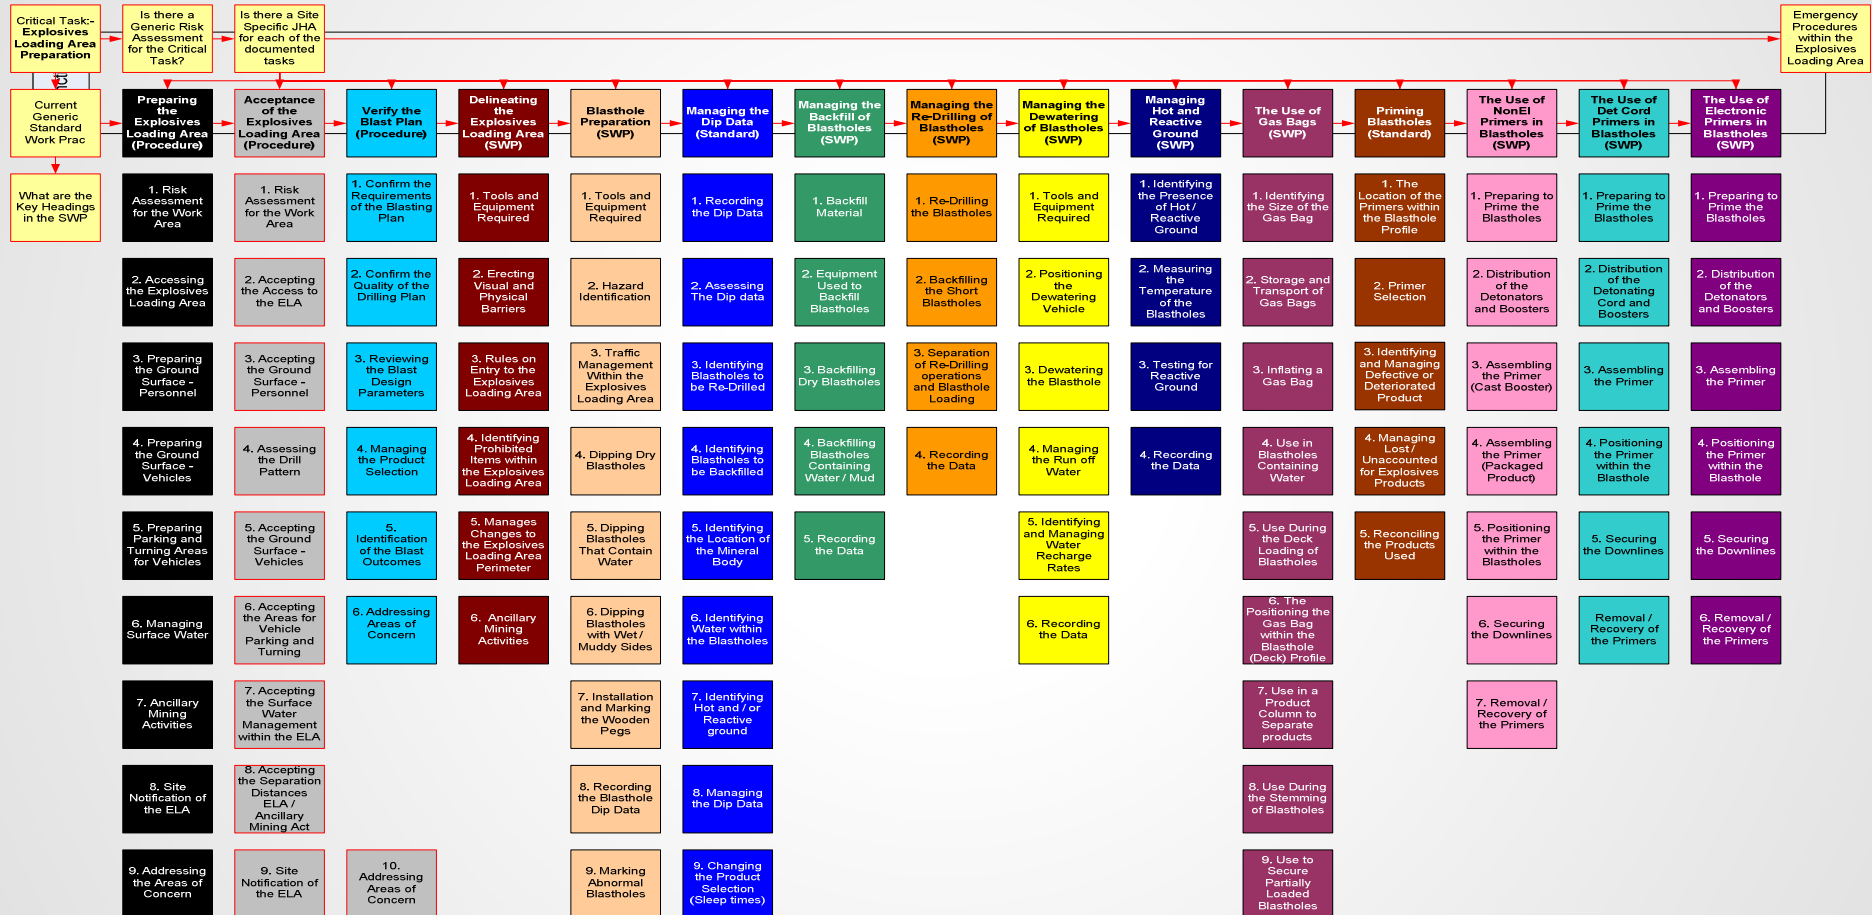 Critical Task:-
Explosives
Loading Area
Preparation
Is there a
Generic Risk
Assessment
for the Critical
Task?
Is there a Site
Specific JHA
for each of the
documented
tasks
Emergency
Procedures
within the
Explosives
Loading Area
Current
Generic
Standard
Work Prac
Preparing
the
Explosives
Loading Area
(Procedure)
Acceptance
of the
Explosives
Loading Area
(Procedure)
Verify the
Blast Plan
(Procedure)
Delineating
the
Explosives
Loading Area
(SWP)
Blasthole
Preparation
(SWP)
Managing the
Dip Data
(Standard)
Managing the
Backfill of
Blastholes
(SWP)
Managing the
Re-Drilling of
Blastholes
(SWP)
Managing the
Dewatering
of Blastholes
(SWP)
Managing
Hot and
Reactive
Ground
(SWP)
The Use of
Gas Bags
(SWP)
Priming
Blastholes
(Standard)
The Use of
NonEl
Primers in
Blastholes
(SWP)
The Use of
Det Cord
Primers in
Blastholes
(SWP)
The Use of
Electronic
Primers in
Blastholes
(SWP)
What are the
Key Headings
in the SWP
1. Risk
Assessment
for the Work
Area
1. Risk
Assessment
for the Work
Area
1. Confirm the
Requirements
of the Blasting
Plan
1. Tools and
Equipment
Required
1. Tools and
Equipment
Required
1. Recording
the Dip Data
1. Backfill
Material
1. Re-Drilling
the Blastholes
1. Tools and
Equipment
Required
1. Identifying
the Presence
of Hot /
Reactive
Ground
1. Identifying
the Size of the
Gas Bag
1. The
Location of the
Primers within
the Blasthole
Profile
1. Preparing to
Prime the
Blastholes
1. Preparing to
Prime the
Blastholes
1. Preparing to
Prime the
Blastholes
2. Accessing
the Explosives
Loading Area
2. Accepting
the Access to
the ELA
2. Confirm the
Quality of the
Drilling Plan
2. Erecting
Visual and
Physical
Barriers
2. Hazard
Identification
2. Assessing
The Dip data
2. Equipment
Used to
Backfill
Blastholes
2. Backfilling
the Short
Blastholes
2. Positioning
the
Dewatering
Vehicle
2. Measuring
the
Temperature
of the
Blastholes
2. Storage and
Transport of
Gas Bags
2. Primer
Selection
2. Distribution
of the
Detonators
and Boosters
2. Distribution
of the
Detonating
Cord and
Boosters
2. Distribution
of the
Detonators
and Boosters
3. Preparing
the Ground
Surface -
Personnel
3. Accepting
the Ground
Surface -
Personnel
3. Reviewing
the Blast
Design
Parameters
3. Rules on
Entry to the
Explosives
Loading Area
3. Traffic
Management
Within the
Explosives
Loading Area
3. Identifying
Blastholes to
be Re-Drilled
3. Backfilling
Dry Blastholes
3. Separation
of Re-Drilling
operations
and Blasthole
Loading
3. Dewatering
the Blasthole
3. Testing for
Reactive
Ground
3. Inflating a
Gas Bag
3. Identifying
and Managing
Defective or
Deteriorated
Product
3. Assembling
the Primer
(Cast Booster)
3. Assembling
the Primer
3. Assembling
the Primer
4. Preparing
the Ground
Surface -
Vehicles
4. Assessing
the Drill
Pattern
4. Managing
the Product
Selection
4. Identifying
Prohibited
Items within
the Explosives
Loading Area
4. Dipping Dry
Blastholes
4. Identifying
Blastholes to
be Backfilled
4. Backfilling
Blastholes
Containing
Water / Mud
4. Recording
the Data
4. Managing
the Run off
Water
4. Recording
the Data
4. Use in
Blastholes
Containing
Water
4. Managing
Lost /
Unaccounted
for Explosives
Products
4. Assembling
the Primer
(Packaged
Product)
4. Positioning
the Primer
within the
Blasthole
4. Positioning
the Primer
within the
Blasthole
5. Preparing
Parking and
Turning Areas
for Vehicles
5. Accepting
the Ground
Surface -
Vehicles
5.
Identification
of the Blast
Outcomes
5. Manages
Changes to
the Explosives
Loading Area
Perimeter
5. Dipping
Blastholes
That Contain
Water
5. Identifying
the Location of
the Mineral
Body
5. Recording
the Data
5. Identifying
and Managing
Water
Recharge
Rates
5. Use During
the Deck
Loading of
Blastholes
5. Reconciling
the Products
Used
5. Positioning
the Primer
within the
Blastholes
5. Securing
the Downlines
5. Securing
the Downlines
6. Managing
Surface Water
6. Accepting
the Areas for
Vehicle
Parking and
Turning
6. Addressing
Areas of
Concern
6. Ancillary
Mining
Activities
6. Dipping
Blastholes
with Wet /
Muddy Sides
6. Identifying
Water within
the Blastholes
6. Recording
the Data
6. The
Positioning the
Gas Bag
within the
Blasthole
(Deck) Profile
6. Securing
the Downlines
Removal /
Recovery of
the Primers
6. Removal /
Recovery of
the Primers
7. Ancillary
Mining
Activities
7. Accepting
the Surface
Water
Management
within the ELA
7. Installation
and Marking
the Wooden
Pegs
7. Identifying
Hot and / or
Reactive
ground
7. Use in a
Product
Column to
Separate
products
7. Removal /
Recovery of
the Primers
8. Site
Notification of
the ELA
8. Accepting
the Separation
Distances
ELA /
Ancillary
Mining Act
8. Recording
the Blasthole
Dip Data
8. Managing
the Dip Data
8. Use During
the Stemming
of Blastholes
9. Addressing
the Areas of
Concern
9. Site
Notification of
the ELA
10.
Addressing
Areas of
Concern
9. Marking
Abnormal
Blastholes
9. Changing
the Product
Selection
(Sleep times)
9. Use to
Secure
Partially
Loaded
Blastholes